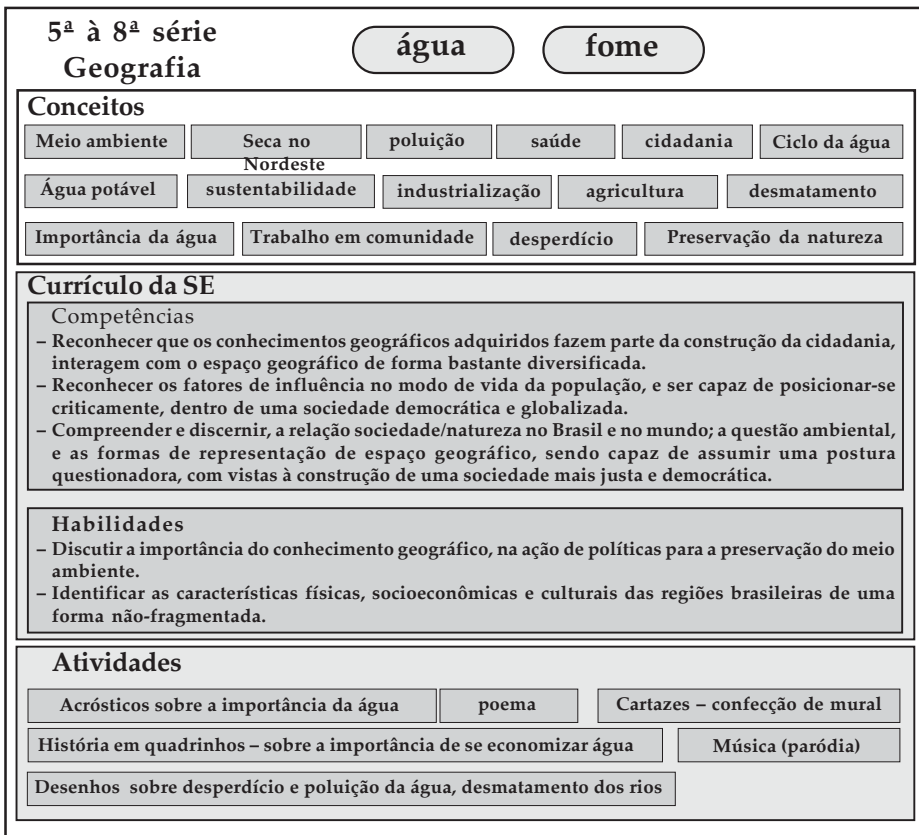 5ª à 8ª série
Geografia
água
fome
Conceitos
Meio ambiente
Seca no
Nordeste
poluição
saúde
cidadania
Ciclo da água
Água potável
sustentabilidade
industrialização
agricultura
desmatamento
Importância da água
Trabalho em comunidade
desperdício
Preservação da natureza
Currículo da SE
Competências
– Reconhecer que os conhecimentos geográficos adquiridos fazem parte da construção da cidadania,
interagem com o espaço geográfico de forma bastante diversificada.
– Reconhecer os fatores de influência no modo de vida da população, e ser capaz de posicionar-se
criticamente, dentro de uma sociedade democrática e globalizada.
– Compreender e discernir, a relação sociedade/natureza no Brasil e no mundo; a questão ambiental,
e as formas de representação de espaço geográfico, sendo capaz de assumir uma postura
questionadora, com vistas à construção de uma sociedade mais justa e democrática.
Habilidades
– Discutir a importância do conhecimento geográfico, na ação de políticas para a preservação do meio
ambiente.
– Identificar as características físicas, socioeconômicas e culturais das regiões brasileiras de uma
forma não-fragmentada.
Atividades
Acrósticos sobre a importância da água
poema
Cartazes – confecção de mural
História em quadrinhos – sobre a importância de se economizar água
Música (paródia)
Desenhos sobre desperdício e poluição da água, desmatamento dos rios